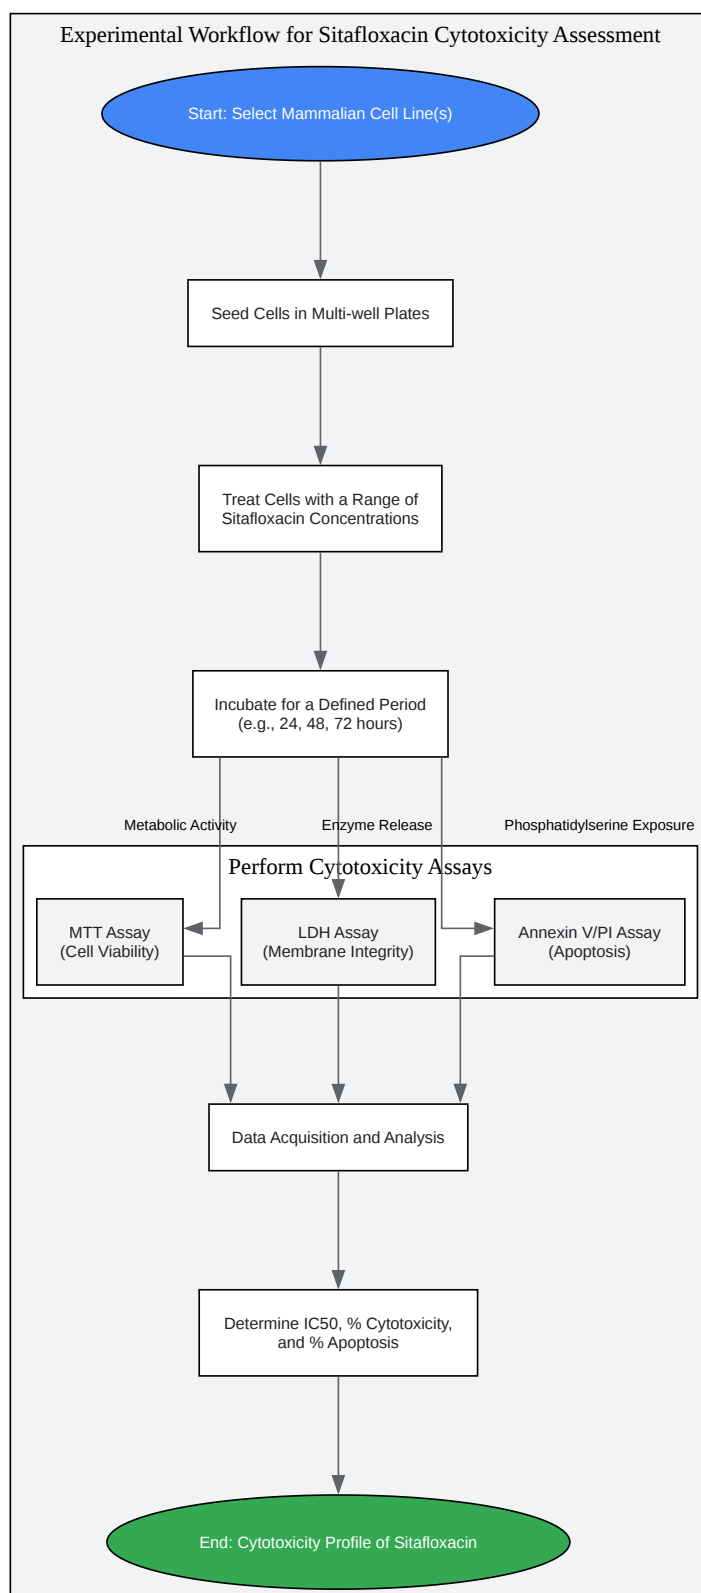 Experimental Workflow for Sitafloxacin Cytotoxicity Assessment
Start: Select Mammalian Cell Line(s)
Seed Cells in Multi-well Plates
Treat Cells with a Range of
Sitafloxacin Concentrations
Incubate for a Defined Period
(e.g., 24, 48, 72 hours)
Metabolic Activity
Enzyme Release
Phosphatidylserine Exposure
Perform Cytotoxicity Assays
MTT Assay
(Cell Viability)
LDH Assay
(Membrane Integrity)
Annexin V/PI Assay
(Apoptosis)
Data Acquisition and Analysis
Determine IC50, % Cytotoxicity,
and % Apoptosis
End: Cytotoxicity Profile of Sitafloxacin